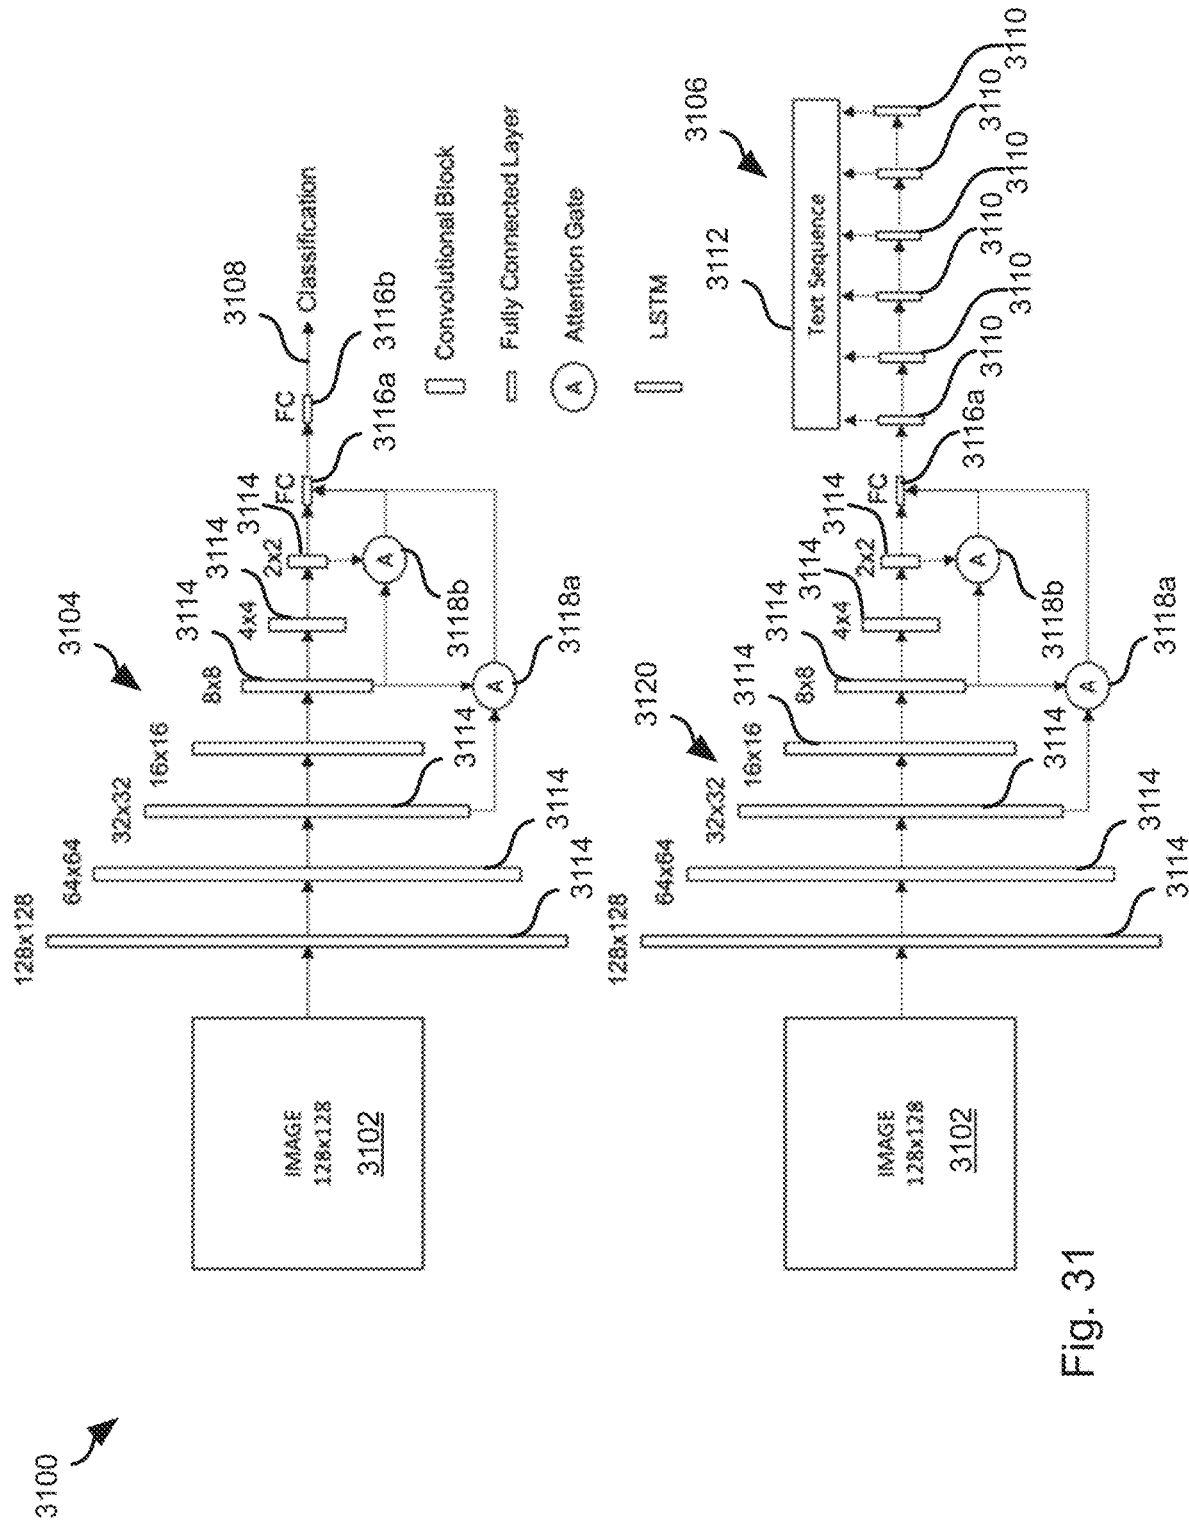 3100
3104
128x128
64x64
32x32
16x16
8x8
4x4
2x2
FC
FC
3108
Classification
IMAGE
128x128
3102
3114
3114
3114
3114
3114
3114
3116a
3116b
A
3118b
A
3118a
Convolutional Block
Fully Connected Layer
A
Attention Gate
LSTM
3120
3106
128x128
64x64
32x32
16x16
8x8
4x4
2x2
FC
3112
Text Sequence
IMAGE
128x128
3102
3114
3114
3114
3114
3114
3114
3114
3116a
3110
3110
3110
3110
3110
3110
A
3118b
A
3118a
Fig. 31